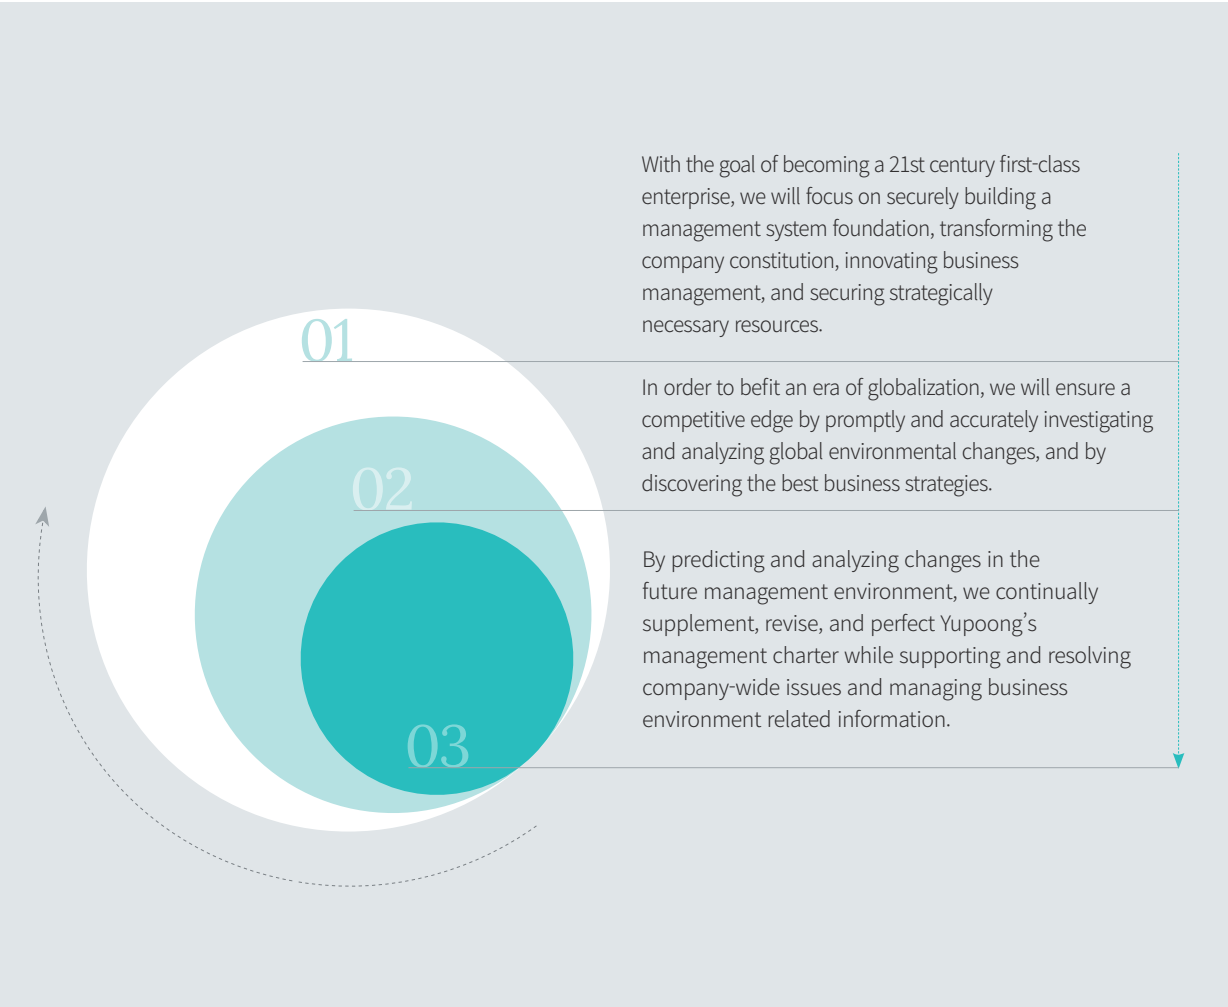 With the goal of becoming a 21st century first-class
enterprise, we will focus on securely building a
management system foundation, transforming the
company constitution, innovating business
management, and securing strategically
necessary resources.
01
In order to befit an era of globalization, we will ensure a
competitive edge by promptly and accurately investigating
and analyzing global environmental changes, and by
discovering the best business strategies.
02
By predicting and analyzing changes in the
future management environment, we continually
supplement, revise, and perfect Yupoong’s
management charter while supporting and resolving
company-wide issues and managing business
environment related information.
03